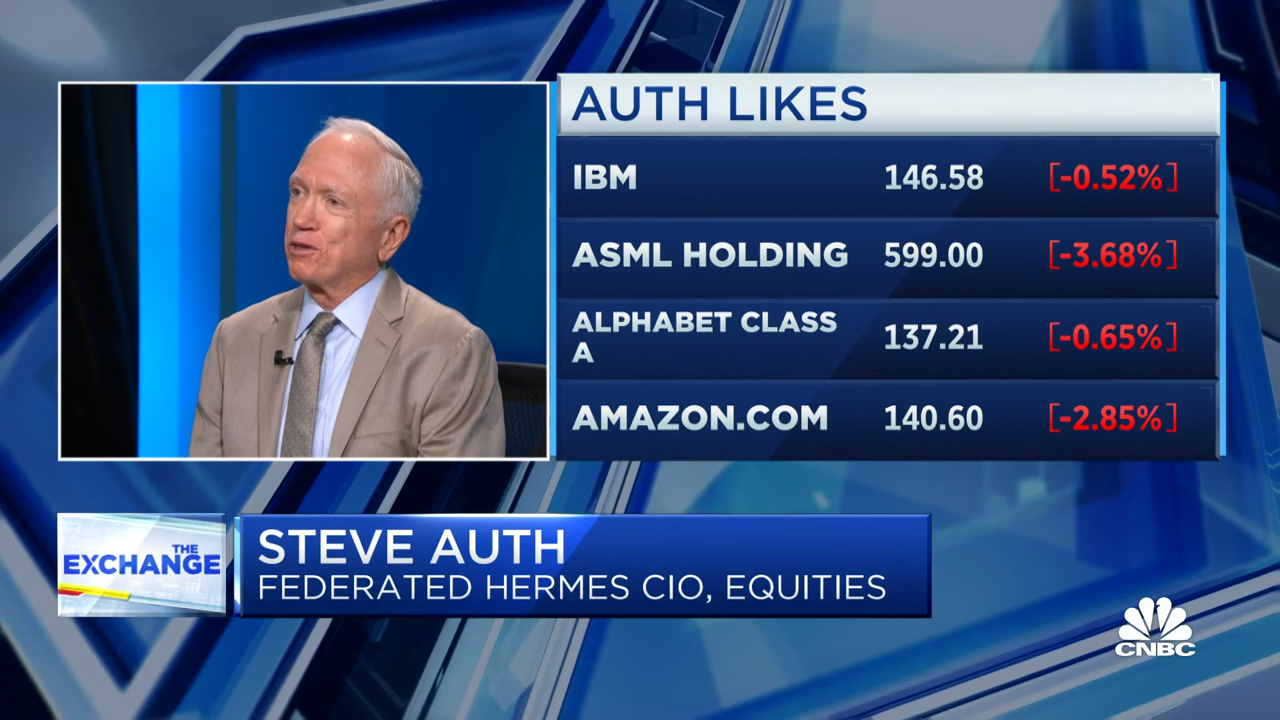 AUTH LIKES
IBM 146.58 [-0.52%]
ASML HOLDING 599.00 [-3.68%]
ALPHABET CLASS
A 137.21 [-0.65%]
AMAZON.COM 140.60 [-2.85%]
THE
EXCHANGE
STEVE AUTH
FEDERATED HERMES CIO, EQUITIES
CNBC